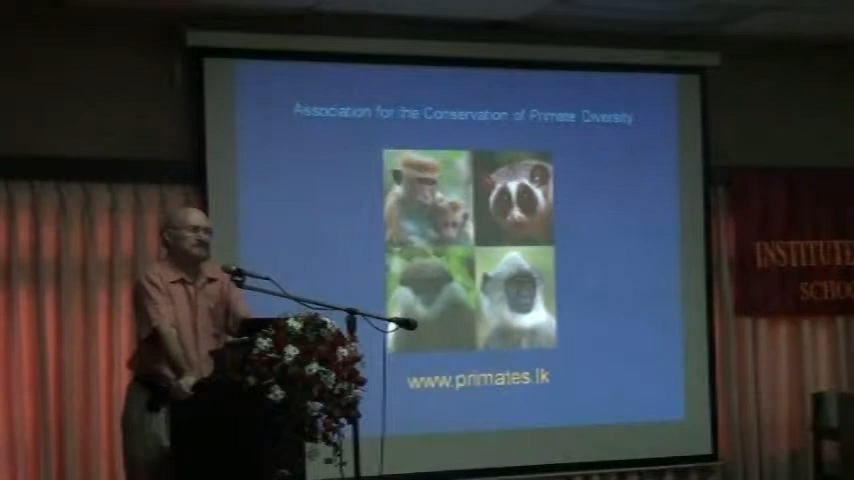 Association for the Conservation of Primate Diversity
www.primates.lk
INSTITUTE
SCHOO